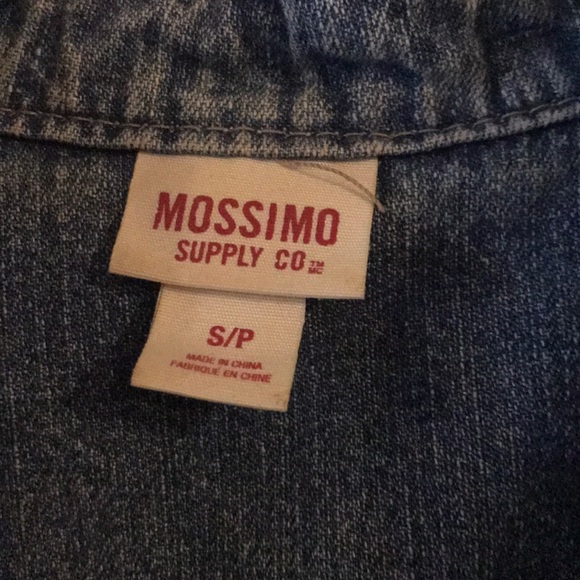 MOSSIMO
SUPPLY CO ™ MC
S/P
MADE IN CHINA
FABRIQUÉ EN CHINE